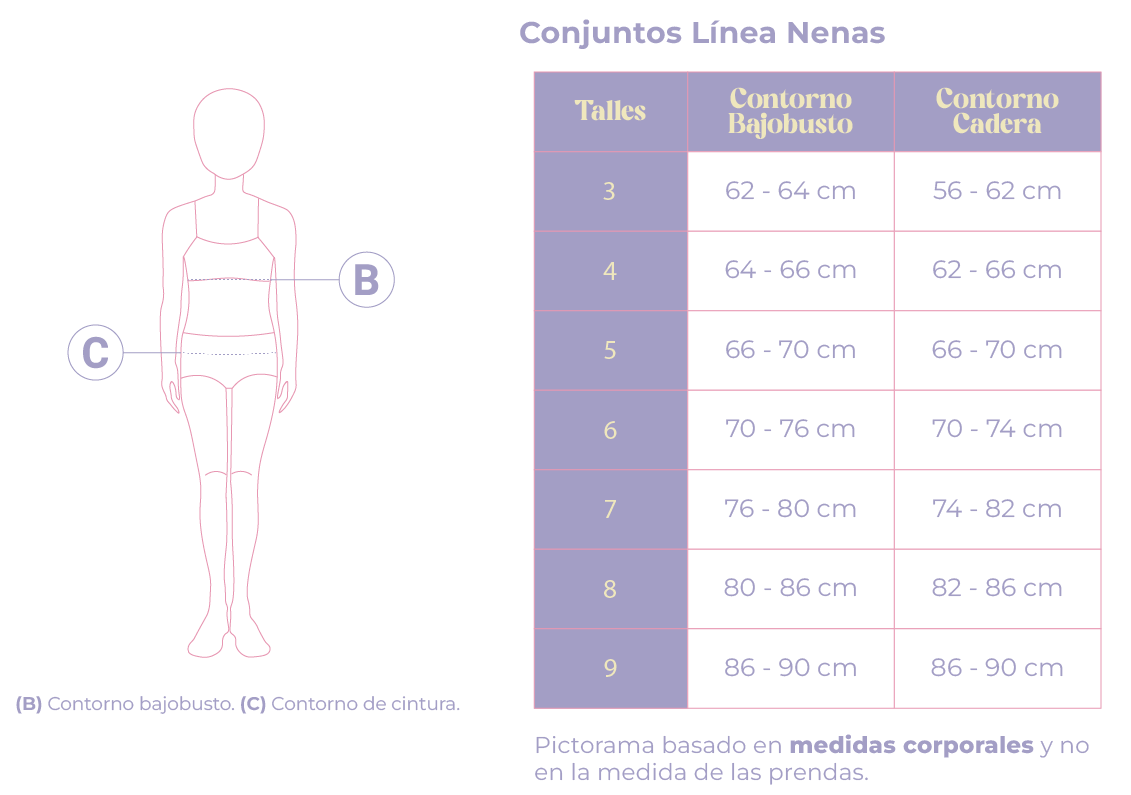 Conjuntos Línea Nenas
Talles Contorno Bajobusto Contorno Cadera
3 62 - 64 cm 56 - 62 cm
4 64 - 66 cm 62 - 66 cm
5 66 - 70 cm 66 - 70 cm
6 70 - 76 cm 70 - 74 cm
7 76 - 80 cm 74 - 82 cm
8 80 - 86 cm 82 - 86 cm
9 86 - 90 cm 86 - 90 cm
B
C
(B) Contorno bajobusto. (C) Contorno de cintura.
Pictorama basado en medidas corporales y no
en la medida de las prendas.